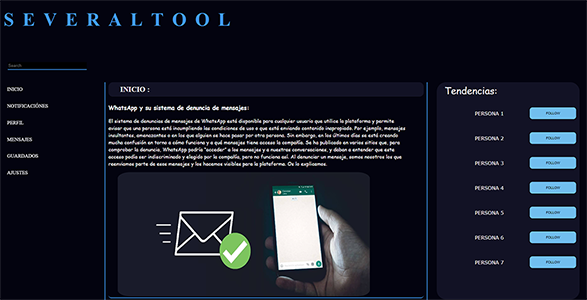 SEVERALTOOL
Search
INICIO
NOTIFICACIÓNES
PERFIL
MENSAJES
GUARDADOS
AJUSTES
INICIO :
WhatsApp y su sistema de denuncia de mensajes:
El sistema de denuncias de mensajes de WhatsApp está disponible para cualquier usuario que utilice la plataforma y permite
avisar que una persona está incumpliendo las condiciones de uso o que está enviando contenido inapropiado. Por ejemplo, mensajes
insultantes, amenazantes o en los que alguien se hace pasar por otra persona. Sin embargo, en los últimos días se está creando
mucha confusión en torno a cómo funciona y a qué mensajes tiene acceso la compañía. Se ha publicado en varios sitios que, para
comprobar la denuncia, WhatsApp podría "acceder" a los mensajes y a nuestras conversaciones, y daban a entender que este
acceso podía ser indiscriminado y elegido por la compañía, pero no funciona así. Al denunciar un mensaje, somos nosotros los que
reenviamos parte de esos mensajes y los hacemos visibles para la plataforma. Os lo explicamos.
Tendencias:
PERSONA 1 FOLLOW
PERSONA 2 FOLLOW
PERSONA 3 FOLLOW
PERSONA 4 FOLLOW
PERSONA 5 FOLLOW
PERSONA 6 FOLLOW
PERSONA 7 FOLLOW